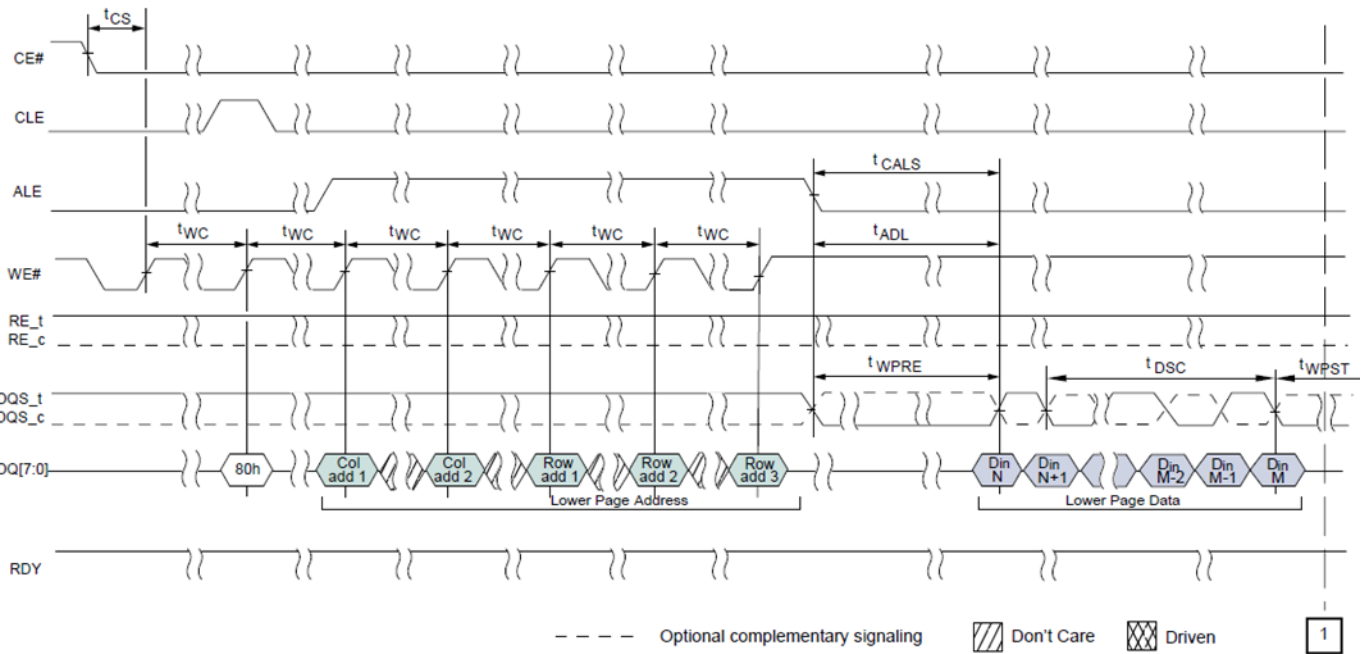 tCS
CE#
CLE
ALE
tCALS
tWC tWC tWC tWC tWC tWC tADL
WE#
RE_t
RE_c
tWPRE tDSC tWPST
DQS_t
DQS_c
DQ[7:0] 80h Col add 1 Col add 2 Row add 1 Row add 2 Row add 3 Din N Din N+1 Din M-2 Din M-1 Din M
Lower Page Address Lower Page Data
RDY
Optional complementary signaling Don't Care Driven 1